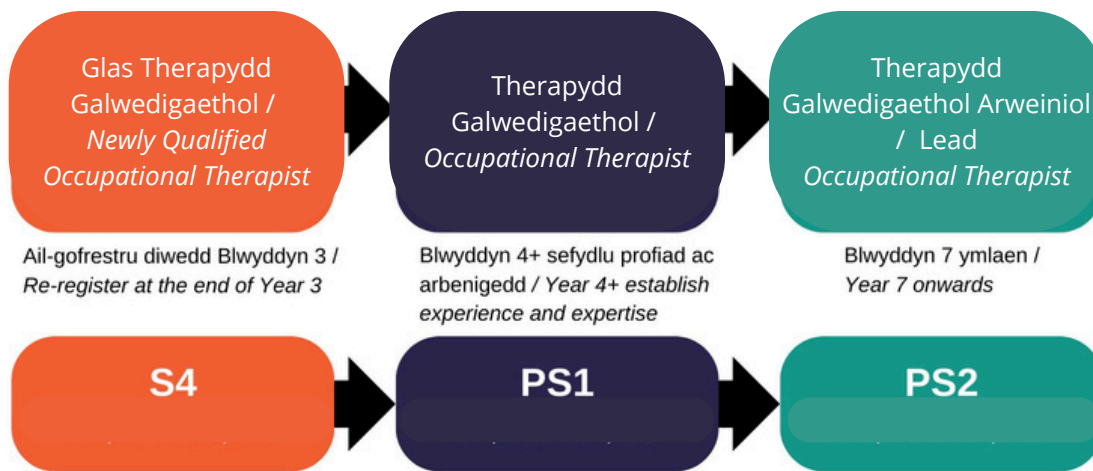 Glas Therapydd
Galwedigaethol /
Newly Qualified
Occupational Therapist
Therapydd
Galwedigaethol /
Occupational Therapist
Therapydd
Galwedigaethol Arweiniol
/ Lead
Occupational Therapist
Ail-gofrestru diwedd Blwyddyn 3 /
Re-register at the end of Year 3
Blwyddyn 4+ sefydlu profiad ac
arbenigedd / Year 4+ establish
experience and expertise
Blwyddyn 7 ymlaen /
Year 7 onwards
S4
PS1
PS2